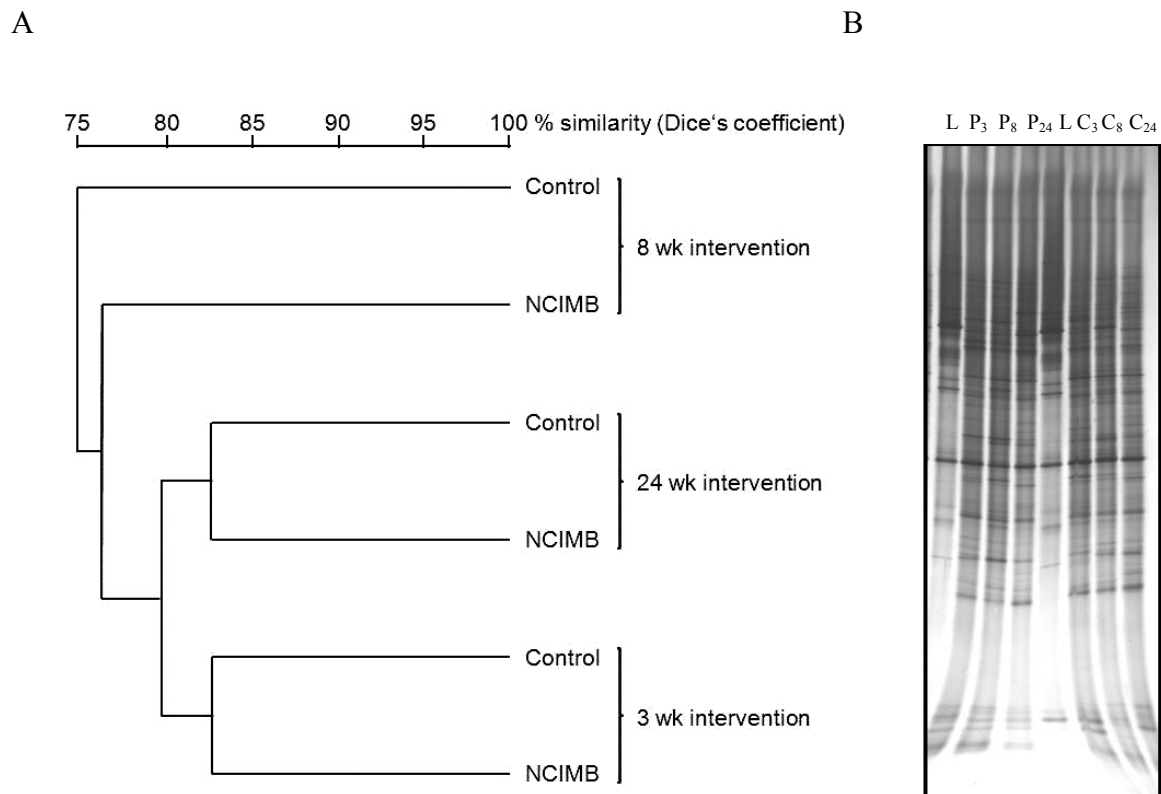 A
B
75 80 85 90 95 100 % similarity (Dice‘s coefficient)
L P₃ P₈ P₂₄ L C₃ C₈ C₂₄
Control
8 wk intervention
NCIMB
Control
24 wk intervention
NCIMB
Control
3 wk intervention
NCIMB